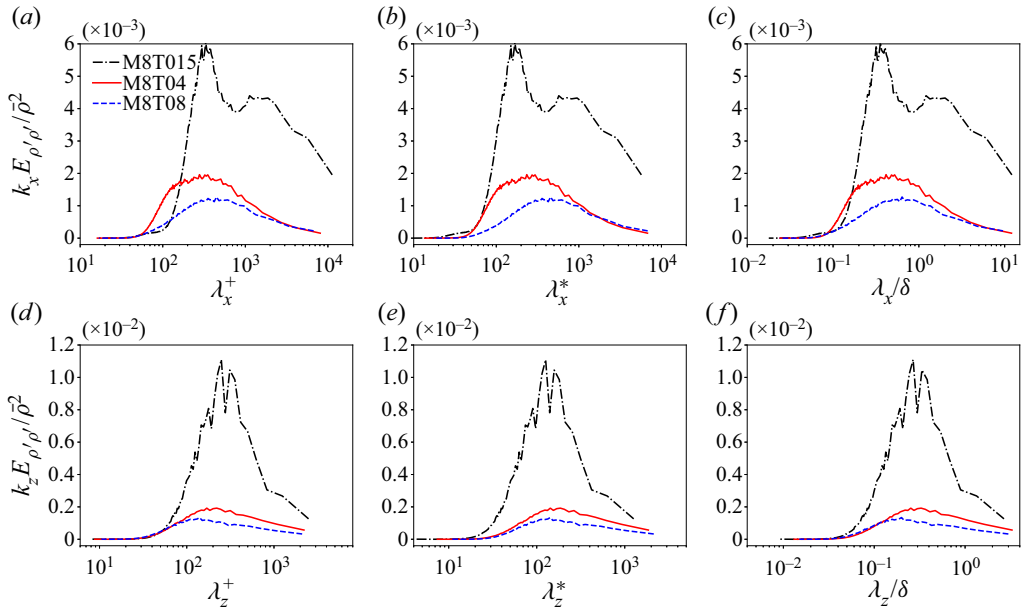 (a) (b) (c)
(×10⁻³) (×10⁻³) (×10⁻³)
6 6 6
M8T015
5 5 5
M8T04
M8T08
4 4 4
k_x E_ρ′ρ′/ρ̄²
3 3 3
2 2 2
1 1 1
0 0 0
10¹ 10² 10³ 10⁴ 10¹ 10² 10³ 10⁴ 10⁻² 10⁻¹ 10⁰ 10¹
λ_x⁺ λ_x* λ_x/δ
(d) (e) (f)
(×10⁻²) (×10⁻²) (×10⁻²)
1.2 1.2 1.2
1.0 1.0 1.0
0.8 0.8 0.8
k_z E_ρ′ρ′/ρ̄²
0.6 0.6 0.6
0.4 0.4 0.4
0.2 0.2 0.2
0 0 0
10¹ 10² 10³ 10¹ 10² 10³ 10⁻² 10⁻¹ 10⁰
λ_z⁺ λ_z* λ_z/δ